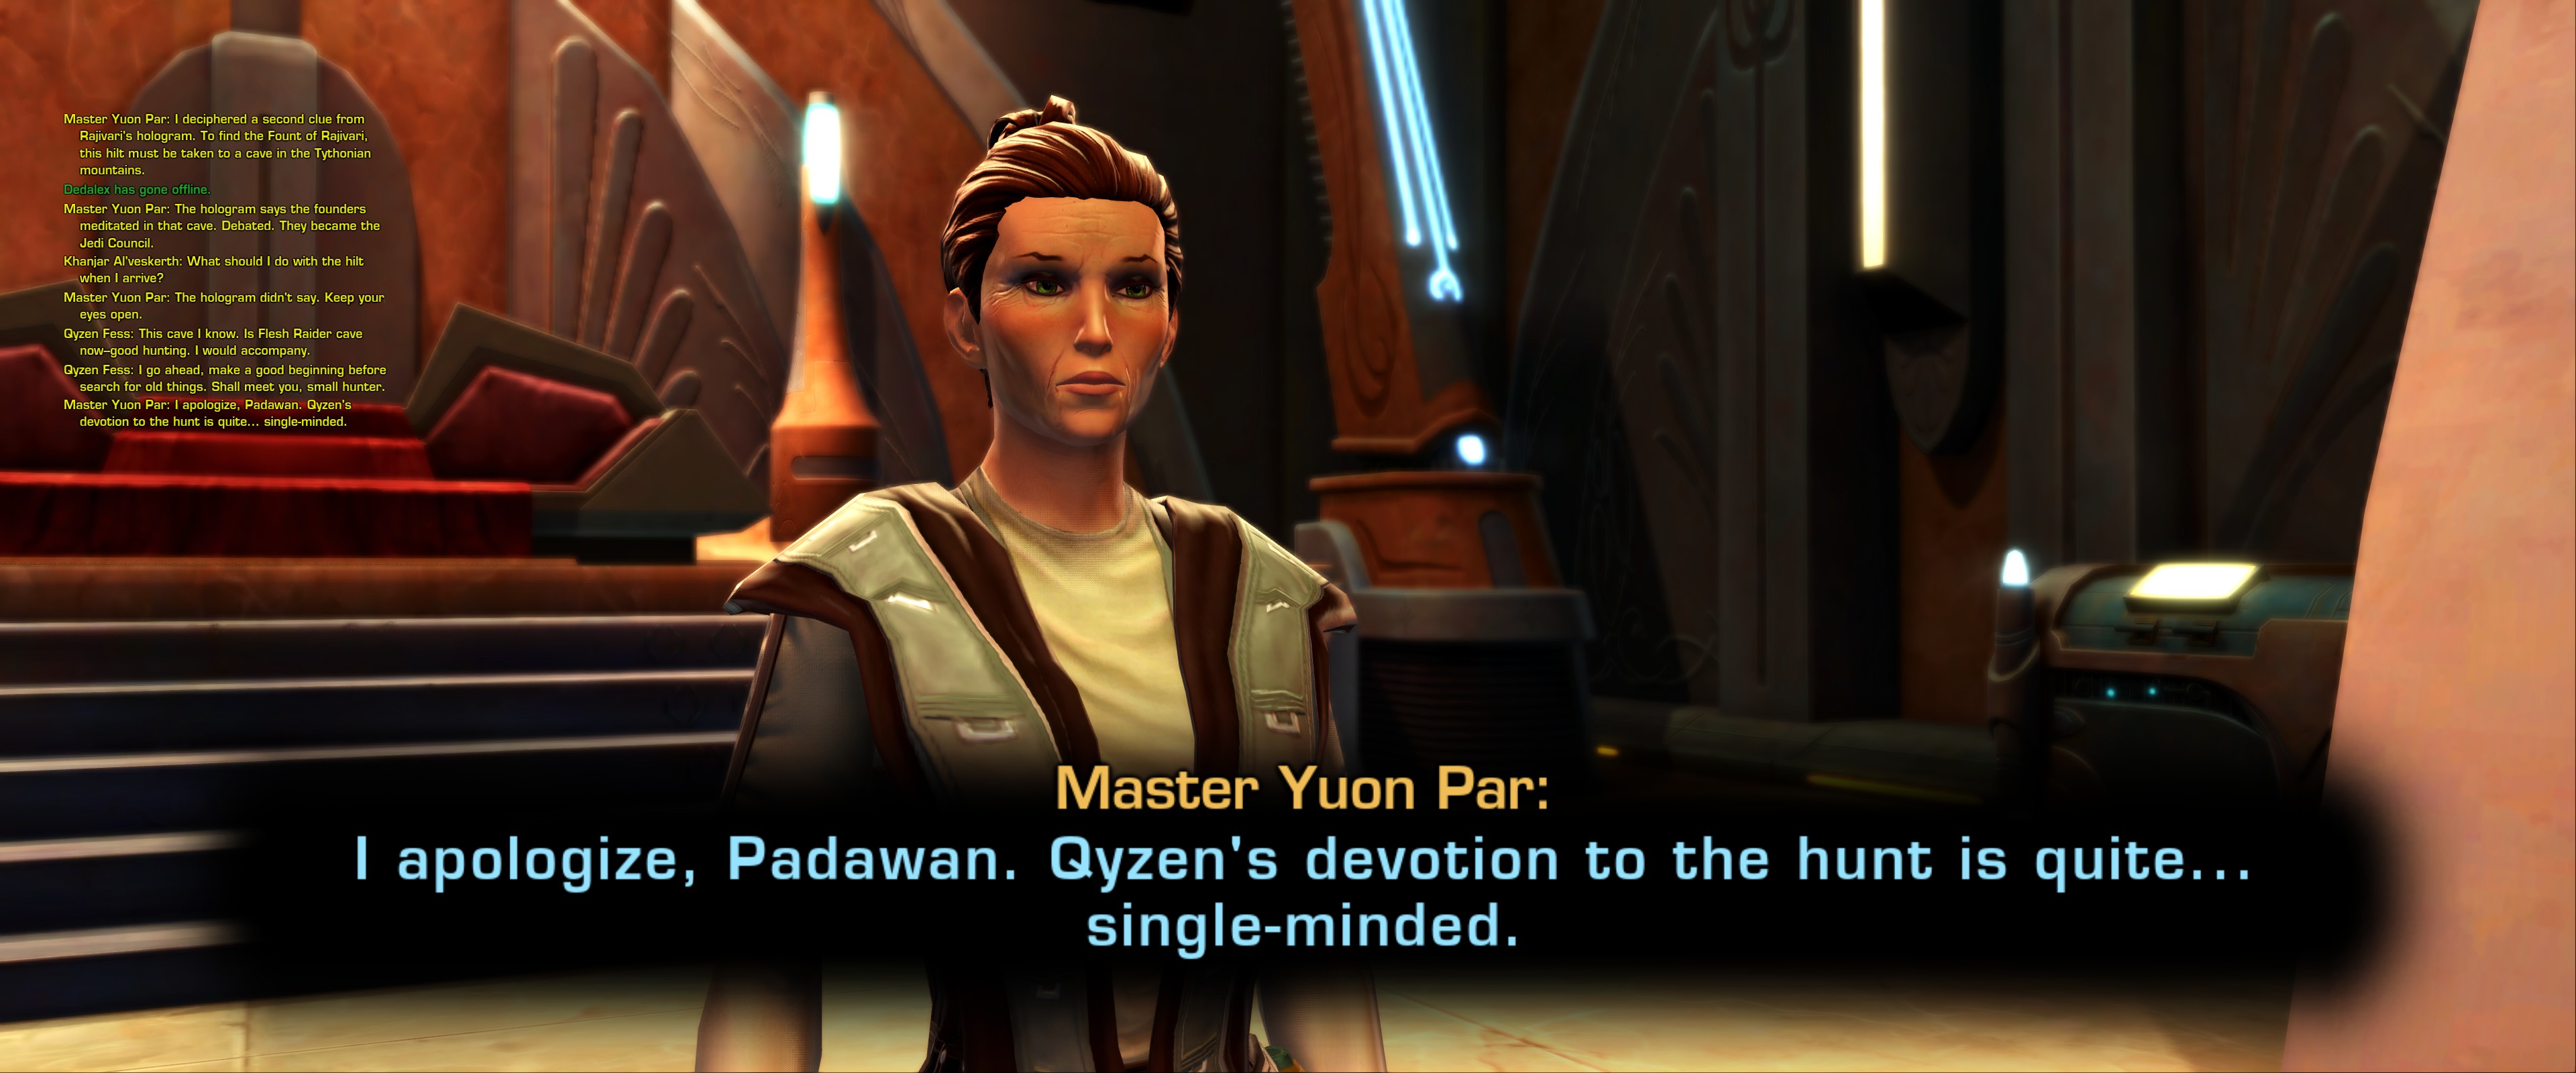 Master Yuon Par: I deciphered a second clue from
Rajivari's hologram. To find the Fount of Rajivari,
this hilt must be taken to a cave in the Tythonian
mountains.
Dedalex has gone offline.
Master Yuon Par: The hologram says the founders
meditated in that cave. Debated. They became the
Jedi Council.
Khanjar Al'veskerth: What should I do with the hilt
when I arrive?
Master Yuon Par: The hologram didn't say. Keep your
eyes open.
Qyzen Fess: This cave I know. Is Flesh Raider cave
now–good hunting. I would accompany.
Qyzen Fess: I go ahead, make a good beginning before
search for old things. Shall meet you, small hunter.
Master Yuon Par: I apologize, Padawan. Qyzen's
devotion to the hunt is quite... single-minded.
Master Yuon Par:
I apologize, Padawan. Qyzen's devotion to the hunt is quite...
single-minded.